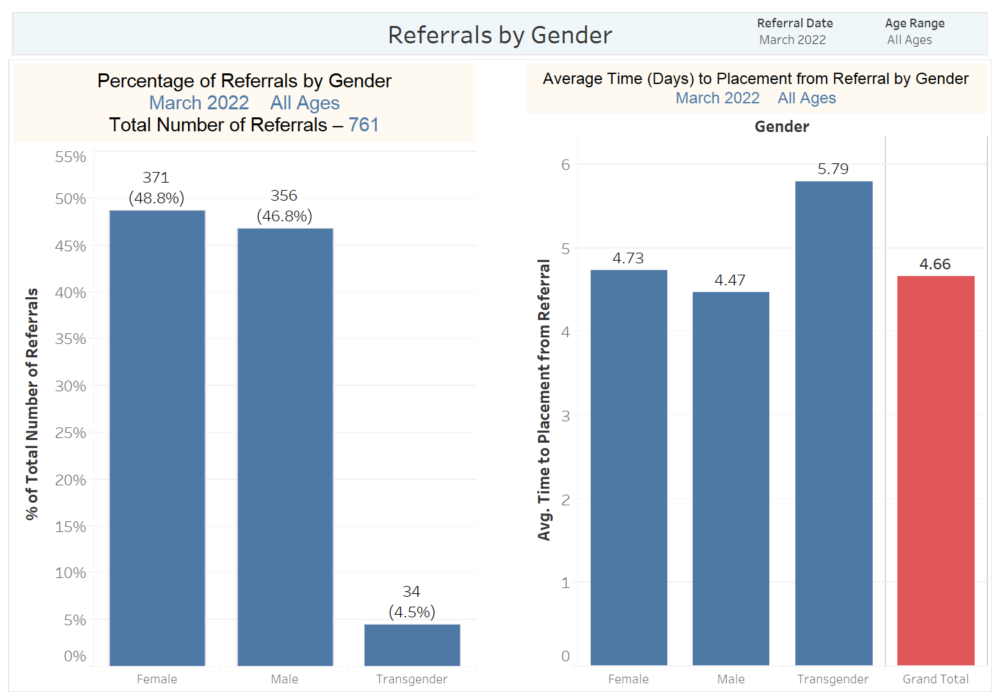 Referrals by Gender
Referral Date
March 2022
Age Range
All Ages
Percentage of Referrals by Gender
March 2022 All Ages
Total Number of Referrals – 761
% of Total Number of Referrals
55%
50%
45%
40%
35%
30%
25%
20%
15%
10%
5%
0%
371
(48.8%)
356
(46.8%)
34
(4.5%)
Female Male Transgender
Average Time (Days) to Placement from Referral by Gender
March 2022 All Ages
Gender
Avg. Time to Placement from Referral
6
5
4
3
2
1
0
4.73
4.47
5.79
4.66
Female Male Transgender Grand Total